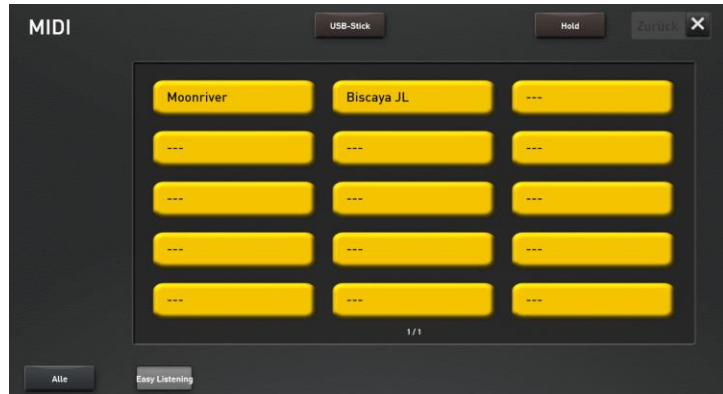 MIDI
USB-Stick
Hold
Zurück
Moonriver
Biscaya JL
---
---
---
---
---
---
---
---
---
---
---
---
---
1/1
Alle
Easy Listening